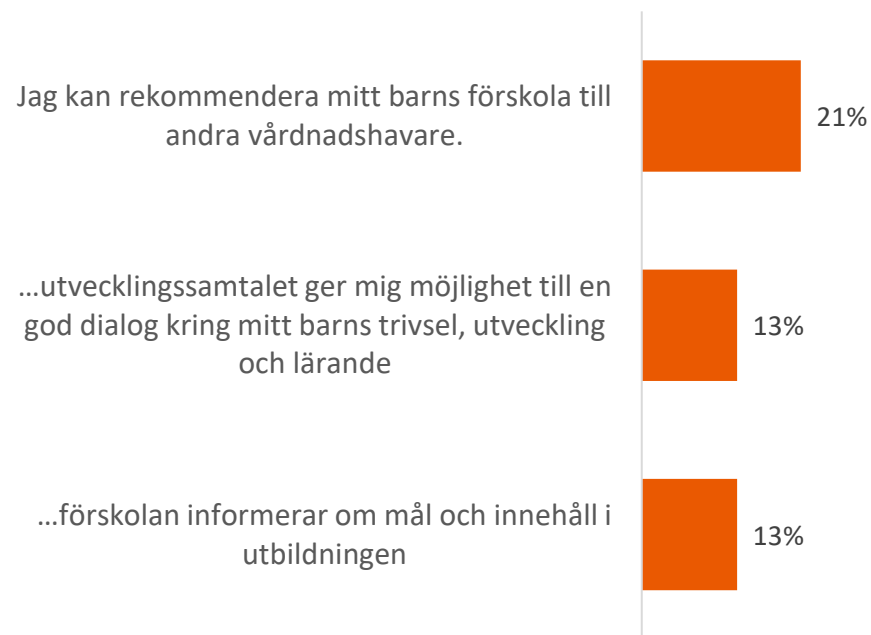 Jag kan rekommendera mitt barns förskola till
andra vårdnadshavare.
21%
...utvecklingssamtalet ger mig möjlighet till en
god dialog kring mitt barns trivsel, utveckling
och lärande
13%
...förskolan informerar om mål och innehåll i
utbildningen
13%